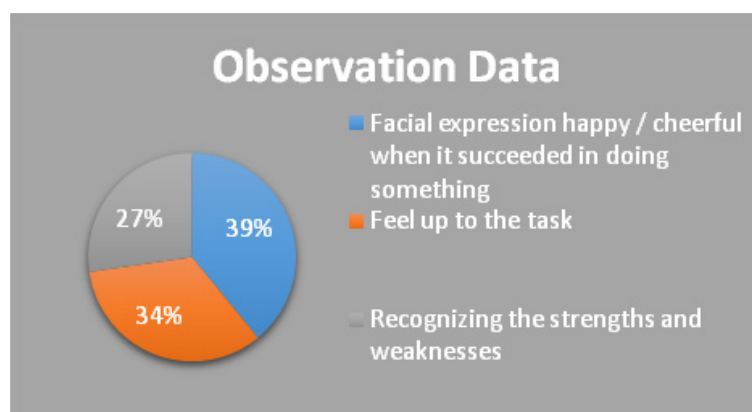 Observation Data
Facial expression happy / cheerful
when it succeeded in doing
something
Feel up to the task
Recognizing the strengths and
weaknesses
27%
39%
34%